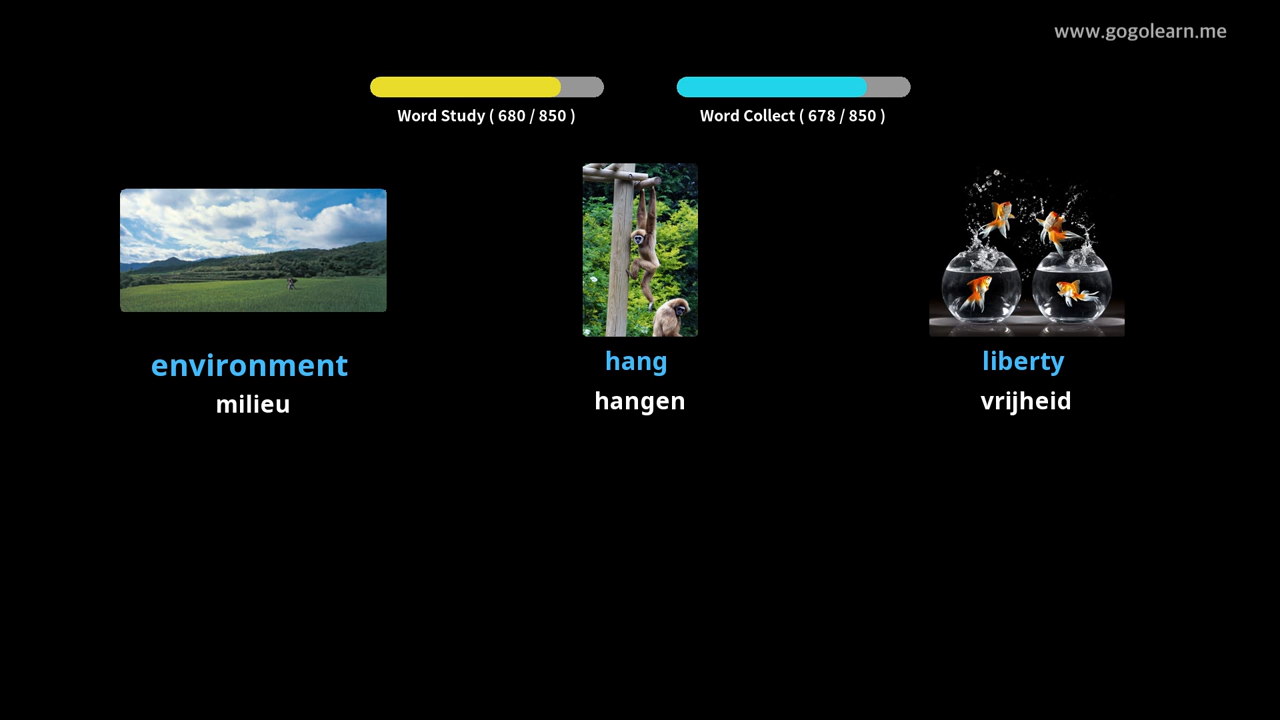 www.gogolearn.me
Word Study ( 680 / 850 )
Word Collect ( 678 / 850 )
environment
milieu
hang
hangen
liberty
vrijheid